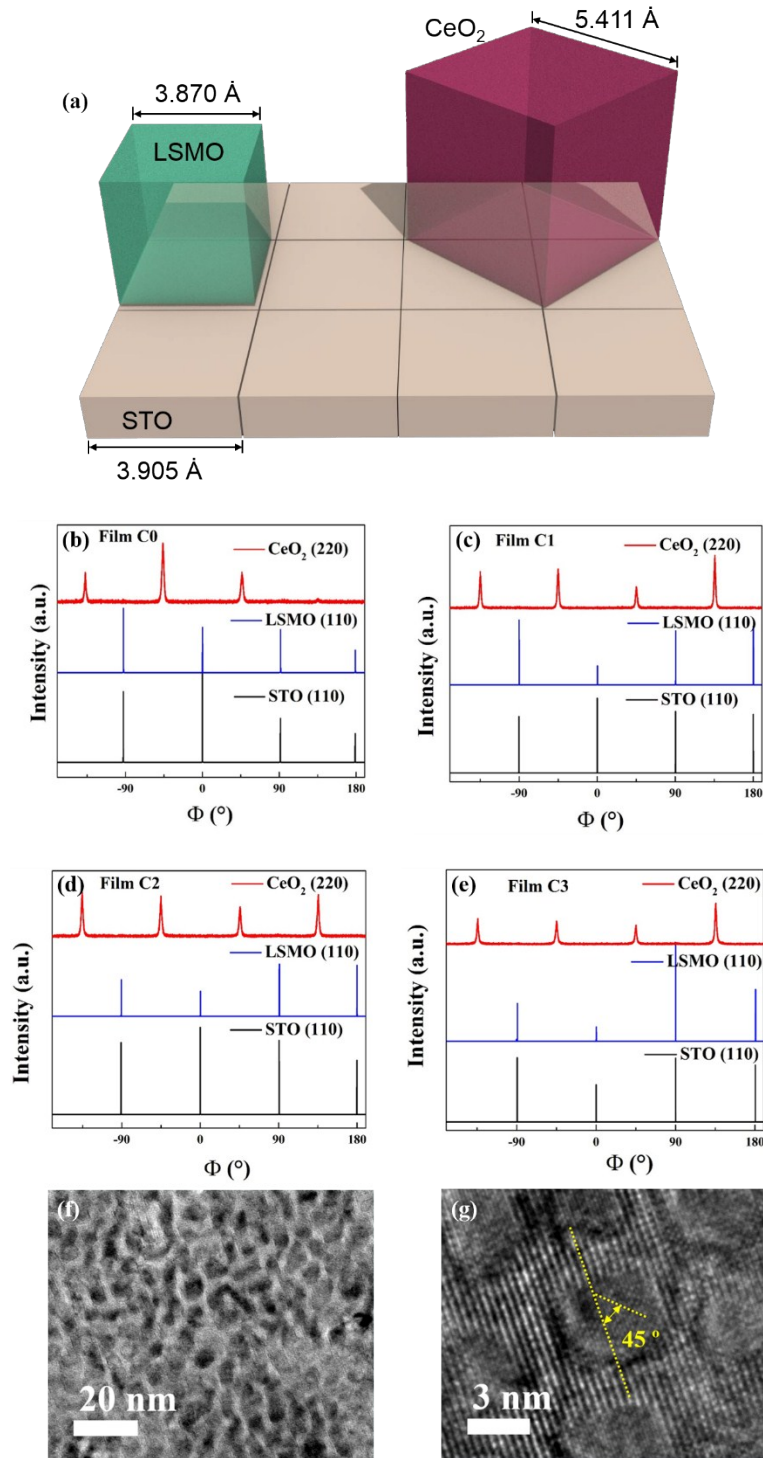 CeO₂
5.411 Å
(a)
3.870 Å
LSMO
STO
3.905 Å
(b)
Film C0
CeO₂ (220)
LSMO (110)
STO (110)
Intensity (a.u.)
-90
0
90
180
Φ (°)
(c)
Film C1
CeO₂ (220)
LSMO (110)
STO (110)
Intensity (a.u.)
-90
0
90
180
Φ (°)
(d)
Film C2
CeO₂ (220)
LSMO (110)
STO (110)
Intensity (a.u.)
-90
0
90
180
Φ (°)
(e)
Film C3
CeO₂ (220)
LSMO (110)
STO (110)
Intensity (a.u.)
-90
0
90
180
Φ (°)
(f)
20 nm
(g)
45 °
3 nm